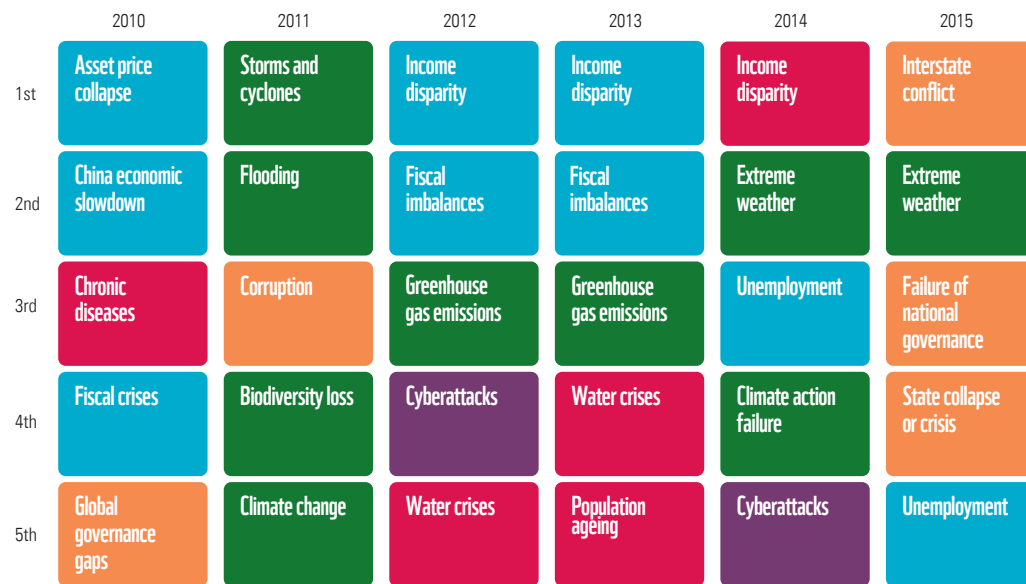 2010 2011 2012 2013 2014 2015
1st
Asset price
collapse
Storms and
cyclones
Income
disparity
Income
disparity
Income
disparity
Interstate
conflict
2nd
China economic
slowdown
Flooding
Fiscal
imbalances
Fiscal
imbalances
Extreme
weather
Extreme
weather
3rd
Chronic
diseases
Corruption
Greenhouse
gas emissions
Greenhouse
gas emissions
Unemployment
Failure of
national
governance
4th
Fiscal crises
Biodiversity loss
Cyberattacks
Water crises
Climate action
failure
State collapse
or crisis
5th
Global
governance
gaps
Climate change
Water crises
Population
ageing
Cyberattacks
Unemployment